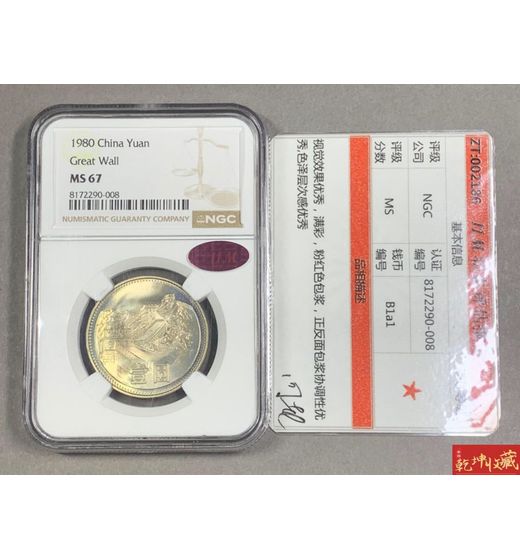 1980 China Yuan
Great Wall
MS 67
8172290-008
NUMISMATIC GUARANTY COMPANY
NGC
壹圆
ZT:002186
基本信息
评级公司 NGC 认证编号 8172290-008
评级分数 MS 钱币编号 B1a1
品相描述
视觉效果优秀，满彩，粉红色包浆，正反面包浆协调性优
秀,色泽层次感优秀
乾坤收藏